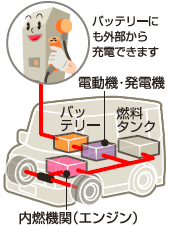 バッテリーに
も外部から
充電できます
電動機・発電機
バッ
テリー
燃料
タンク
内燃機関(エンジン)